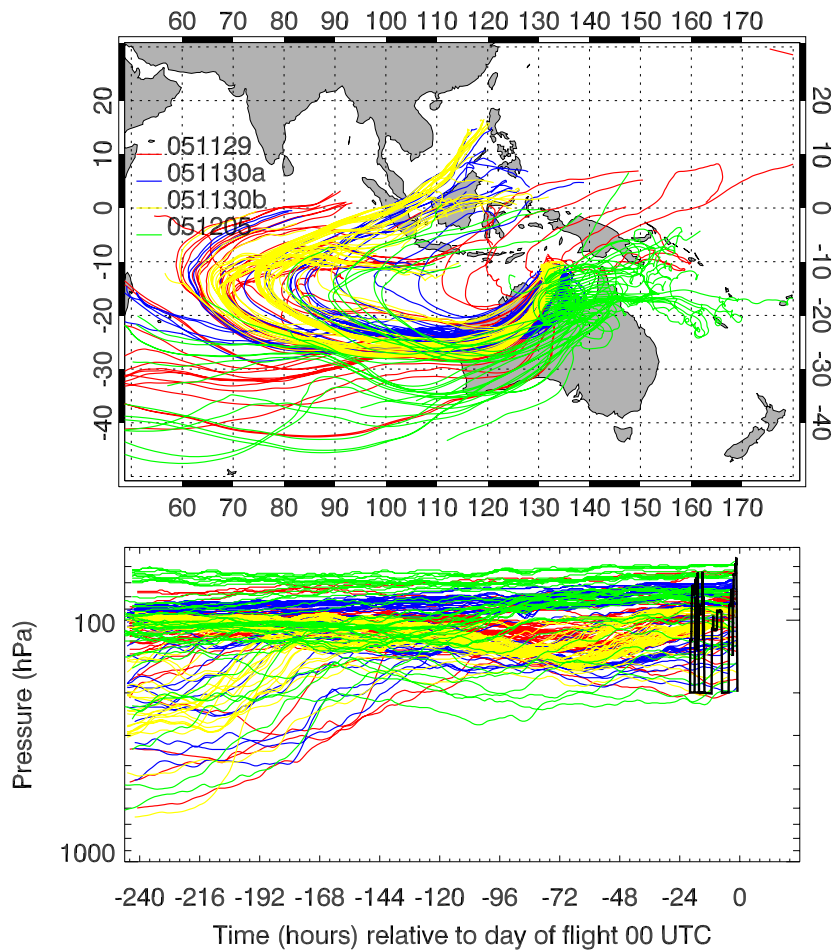 60 70 80 90 100 110 120 130 140 150 160 170
20 20
10 10
0 0
-10 -10
-20 -20
-30 -30
-40 -40
051129
051130a
051130b
051205
60 70 80 90 100 110 120 130 140 150 160 170
100
1000
Pressure (hPa)
-240 -216 -192 -168 -144 -120 -96 -72 -48 -24 0
Time (hours) relative to day of flight 00 UTC